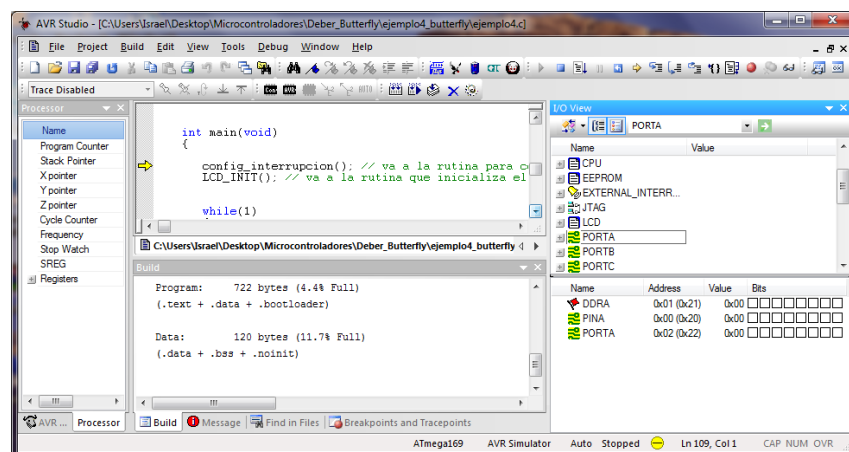 AVR Studio - [C:\Users\Israel\Desktop\Microcontroladores\Deber_Butterfly\ejemplo4_butterfly\ejemplo4.c]
File Project Build Edit View Tools Debug Window Help
Trace Disabled
Processor
Name
Program Counter
Stack Pointer
X pointer
Y pointer
Z pointer
Cycle Counter
Frequency
Stop Watch
SREG
Registers
AVR ... Processor
int main(void)
{
config_interrupcion(); // va a la rutina para c
LCD_INIT(); // va a la rutina que inicializa el
while(1)
C:\Users\Israel\Desktop\Microcontroladores\Deber_Butterfly\ejemplo4_butterfly
Build
Program: 722 bytes (4.4% Full)
(.text + .data + .bootloader)
Data: 120 bytes (11.7% Full)
(.data + .bss + .noinit)
Build Message Find in Files Breakpoints and Tracepoints
I/O View
PORTA
Name Value
CPU
EEPROM
EXTERNAL_INTERR...
JTAG
LCD
PORTA
PORTB
PORTC
Name Address Value Bits
DDRA 0x01 (0x21) 0x00
PINA 0x00 (0x20) 0x00
PORTA 0x02 (0x22) 0x00
ATmega169 AVR Simulator Auto Stopped Ln 109, Col 1 CAP NUM OVR